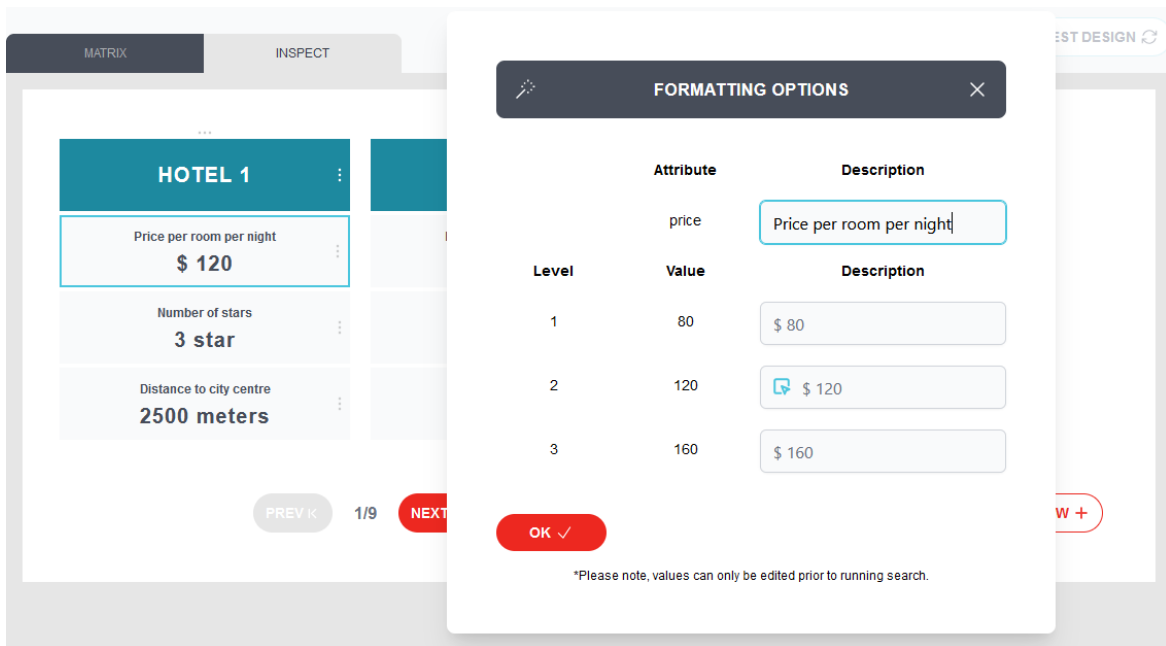 EST DESIGN
MATRIX
INSPECT
FORMATTING OPTIONS
...
HOTEL 1
Attribute Description
price Price per room per night
Price per room per night
$ 120
Level Value Description
Number of stars
3 star
1 80 $ 80
Distance to city centre
2500 meters
2 120 $ 120
3 160 $ 160
PREV
1/9
NEXT
W +
OK
*Please note, values can only be edited prior to running search.